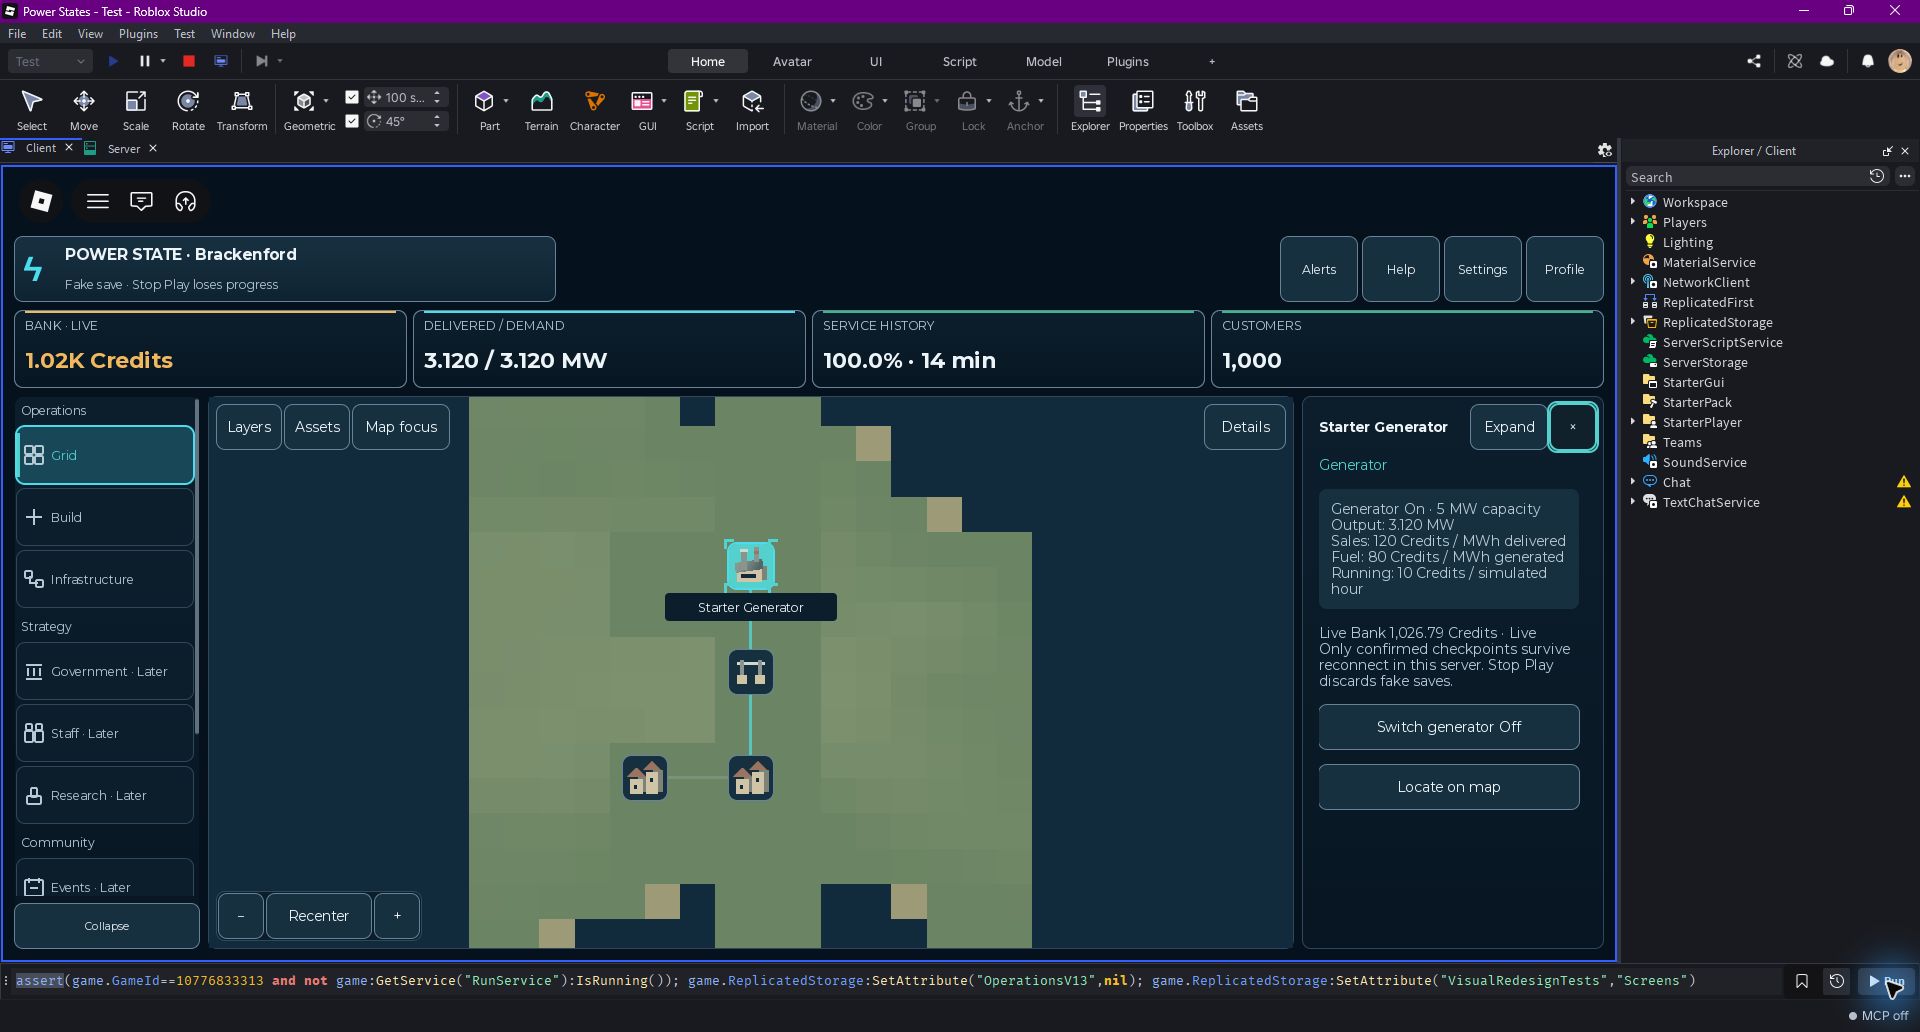 Power States - Test - Roblox Studio
File Edit View Plugins Test Window Help
Test
Home Avatar UI Script Model Plugins +
100 s...
45°
Select Move Scale Rotate Transform Geometric Part Terrain Character GUI Script Import Material Color Group Lock Anchor Explorer Properties Toolbox Assets
Client Server
Explorer / Client
Search
Workspace
Players
Lighting
MaterialService
NetworkClient
ReplicatedFirst
ReplicatedStorage
ServerScriptService
ServerStorage
StarterGui
StarterPack
StarterPlayer
Teams
SoundService
Chat
TextChatService
POWER STATE · Brackenford
Fake save · Stop Play loses progress
Alerts Help Settings Profile
BANK · LIVE
1.02K Credits
DELIVERED / DEMAND
3.120 / 3.120 MW
SERVICE HISTORY
100.0% · 14 min
CUSTOMERS
1,000
Operations
Grid
Build
Infrastructure
Strategy
Government · Later
Staff · Later
Research · Later
Community
Events · Later
Collapse
Layers Assets Map focus
Details
Starter Generator
− Recenter +
Starter Generator
Expand ×
Generator
Generator On · 5 MW capacity
Output: 3.120 MW
Sales: 120 Credits / MWh delivered
Fuel: 80 Credits / MWh generated
Running: 10 Credits / simulated
hour
Live Bank 1,026.79 Credits · Live
Only confirmed checkpoints survive
reconnect in this server. Stop Play
discards fake saves.
Switch generator Off
Locate on map
assert(game.GameId==10776833313 and not game:GetService("RunService"):IsRunning()); game.ReplicatedStorage:SetAttribute("OperationsV13",nil); game.ReplicatedStorage:SetAttribute("VisualRedesignTests","Screens")
Run
MCP off